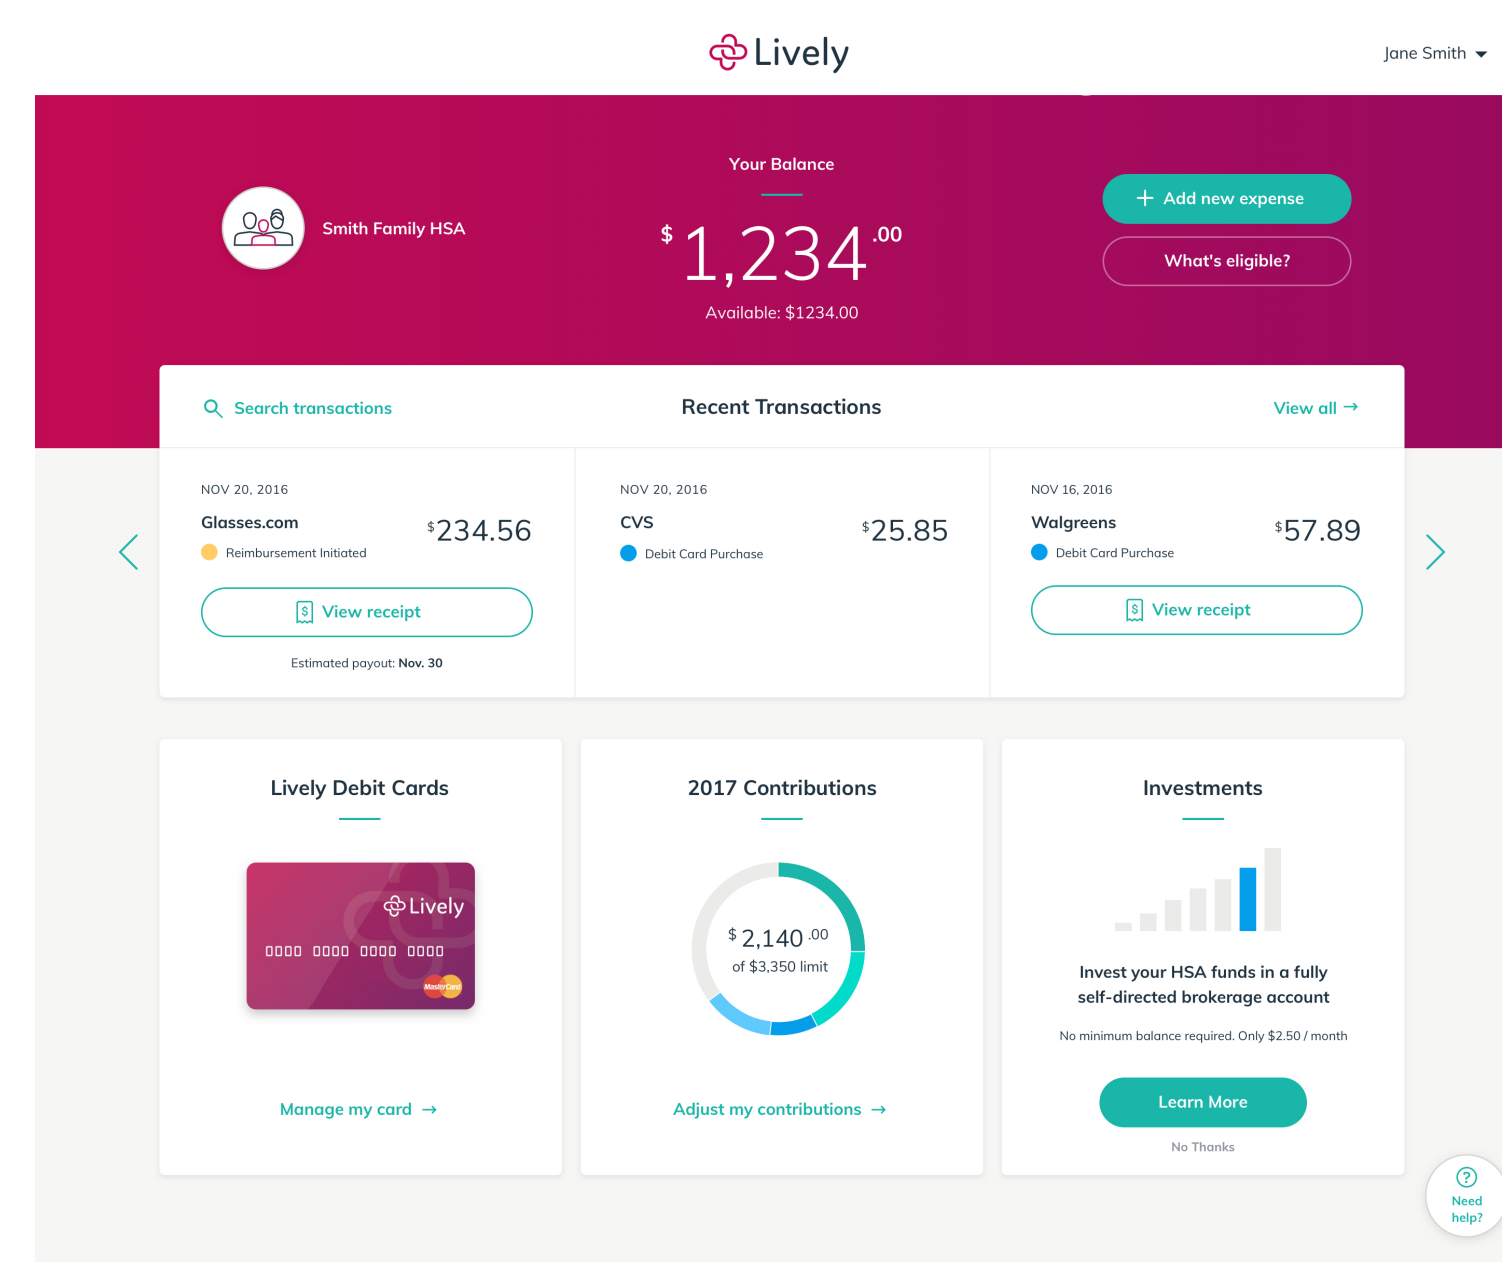 Lively
Jane Smith
Your Balance
Smith Family HSA
$ 1,234 .00
Available: $1234.00
+ Add new expense
What's eligible?
Search transactions
Recent Transactions
View all →
NOV 20, 2016
Glasses.com
$234.56
Reimbursement Initiated
$ View receipt
Estimated payout: Nov. 30
NOV 20, 2016
CVS
$25.85
Debit Card Purchase
NOV 16, 2016
Walgreens
$57.89
Debit Card Purchase
$ View receipt
Lively Debit Cards
Lively
MasterCard
Manage my card →
2017 Contributions
$ 2,140 .00
of $3,350 limit
Adjust my contributions →
Investments
Invest your HSA funds in a fully
self-directed brokerage account
No minimum balance required. Only $2.50 / month
Learn More
No Thanks
?
Need
help?